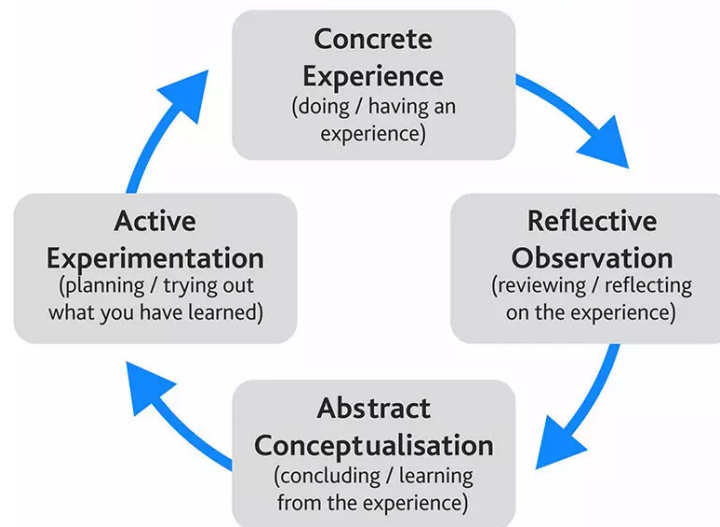 Concrete
Experience
(doing / having an
experience)
Reflective
Observation
(reviewing / reflecting
on the experience)
Abstract
Conceptualisation
(concluding / learning
from the experience)
Active
Experimentation
(planning / trying out
what you have learned)